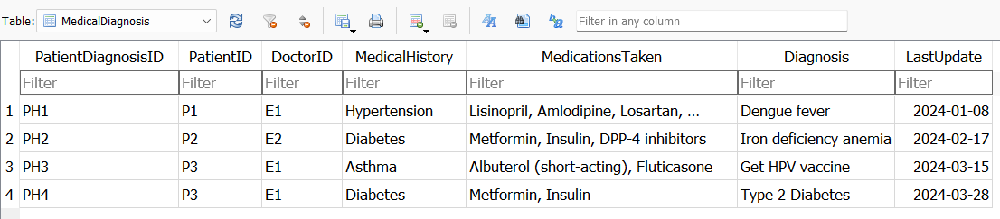 Table: MedicalDiagnosis Filter in any column
PatientDiagnosisID PatientID DoctorID MedicalHistory MedicationsTaken Diagnosis LastUpdate
Filter Filter Filter Filter Filter Filter Filter
1 PH1 P1 E1 Hypertension Lisinopril, Amlodipine, Losartan, ... Dengue fever 2024-01-08
2 PH2 P2 E2 Diabetes Metformin, Insulin, DPP-4 inhibitors Iron deficiency anemia 2024-02-17
3 PH3 P3 E1 Asthma Albuterol (short-acting), Fluticasone Get HPV vaccine 2024-03-15
4 PH4 P3 E1 Diabetes Metformin, Insulin Type 2 Diabetes 2024-03-28